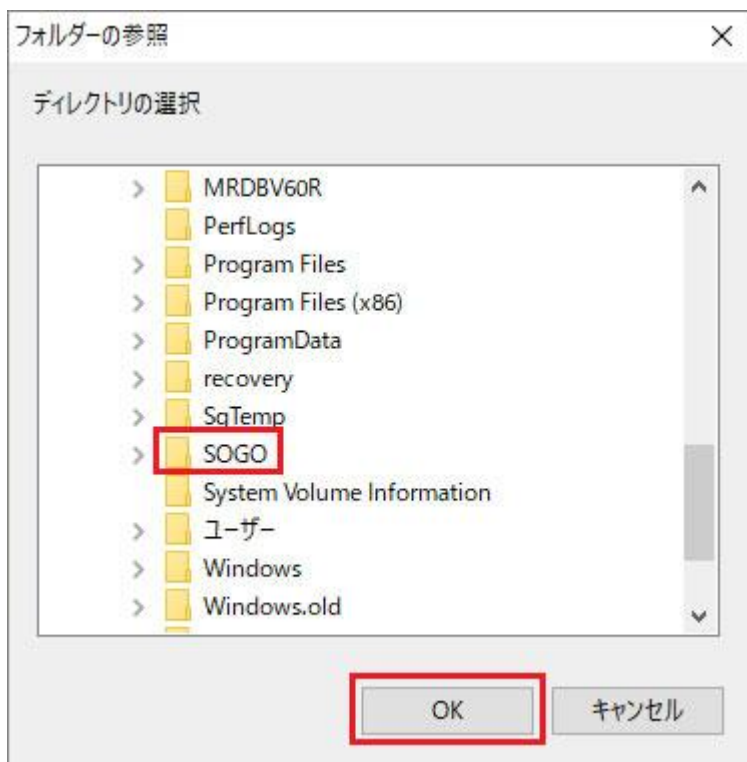 フォルダーの参照
ディレクトリの選択
MRDBV60R
PerfLogs
Program Files
Program Files (x86)
ProgramData
recovery
SqTemp
SOGO
System Volume Information
ユーザー
Windows
Windows.old
OK
キャンセル